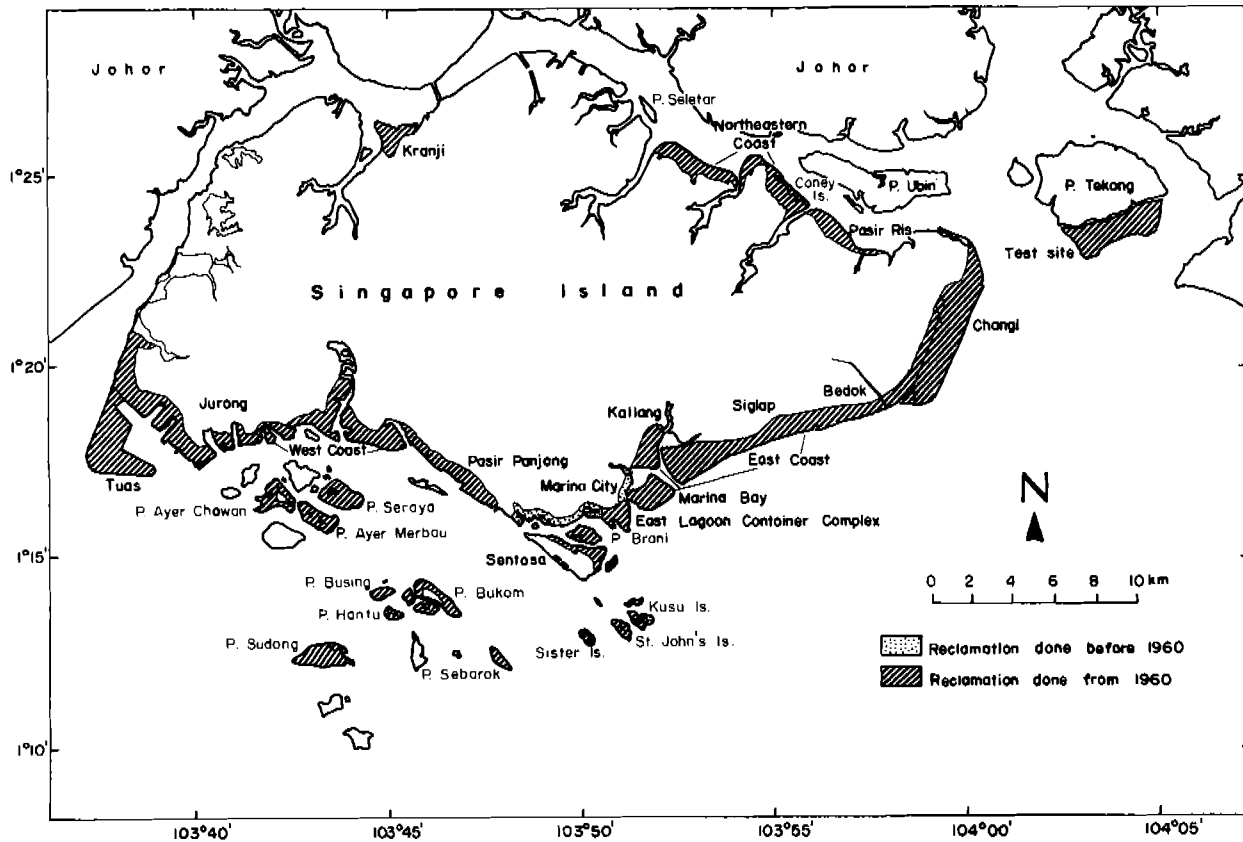 Johor
Johor
P. Seletar
Northeastern
Coast
Kranji
Coney
Is.
P. Ubin
P. Tekong
1°25'
Pasir Ris
Test site
Singapore Island
Changi
1°20'
Bedok
Jurong
Kallang
Siglap
West Coast
East Coast
Pasir Panjang
Tuas
Marina City
Marina Bay
P. Seraya
P. Ayer Chawan
East Lagoon Container Complex
P. Ayer Merbau
P. Brani
1°15'
Sentosa
N
P. Busing
P. Bukom
0 2 4 6 8 10 km
P. Hantu
Kusu Is.
P. Sudong
Sister Is.
St. John's Is.
P. Sebarok
Reclamation done before 1960
Reclamation done from 1960
1°10'
103°40' 103°45' 103°50' 103°55' 104°00' 104°05'